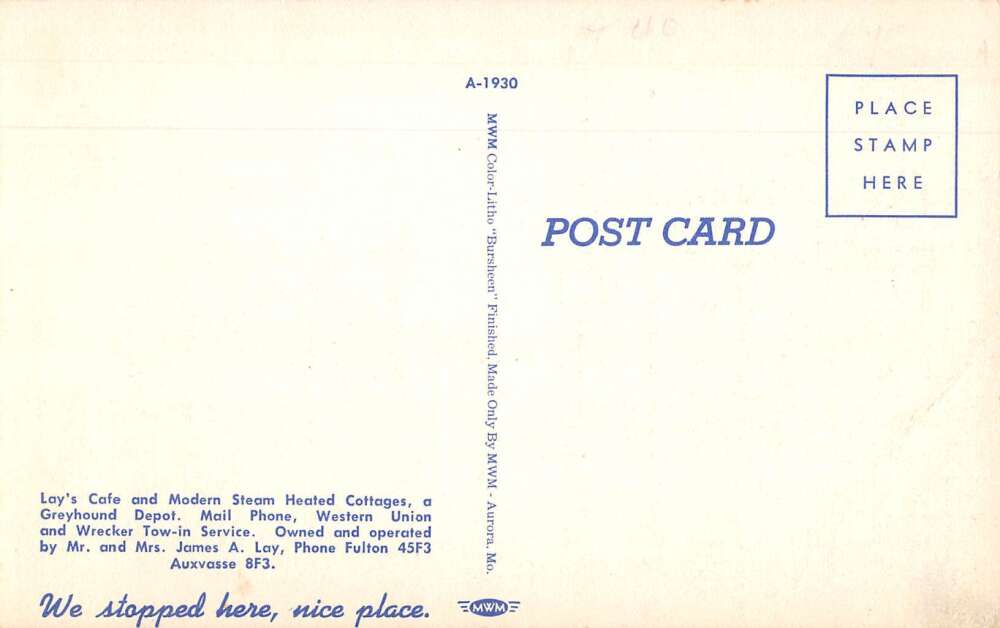 A-1930
PLACE
STAMP
HERE
POST CARD
MWM Color-Litho "Bursheen" Finished, Made Only By MWM - Aurora, Mo.
Lay's Cafe and Modern Steam Heated Cottages, a
Greyhound Depot. Mail Phone, Western Union
and Wrecker Tow-in Service. Owned and operated
by Mr. and Mrs. James A. Lay, Phone Fulton 45F3
Auxvasse 8F3.
We stopped here, nice place.
MWM